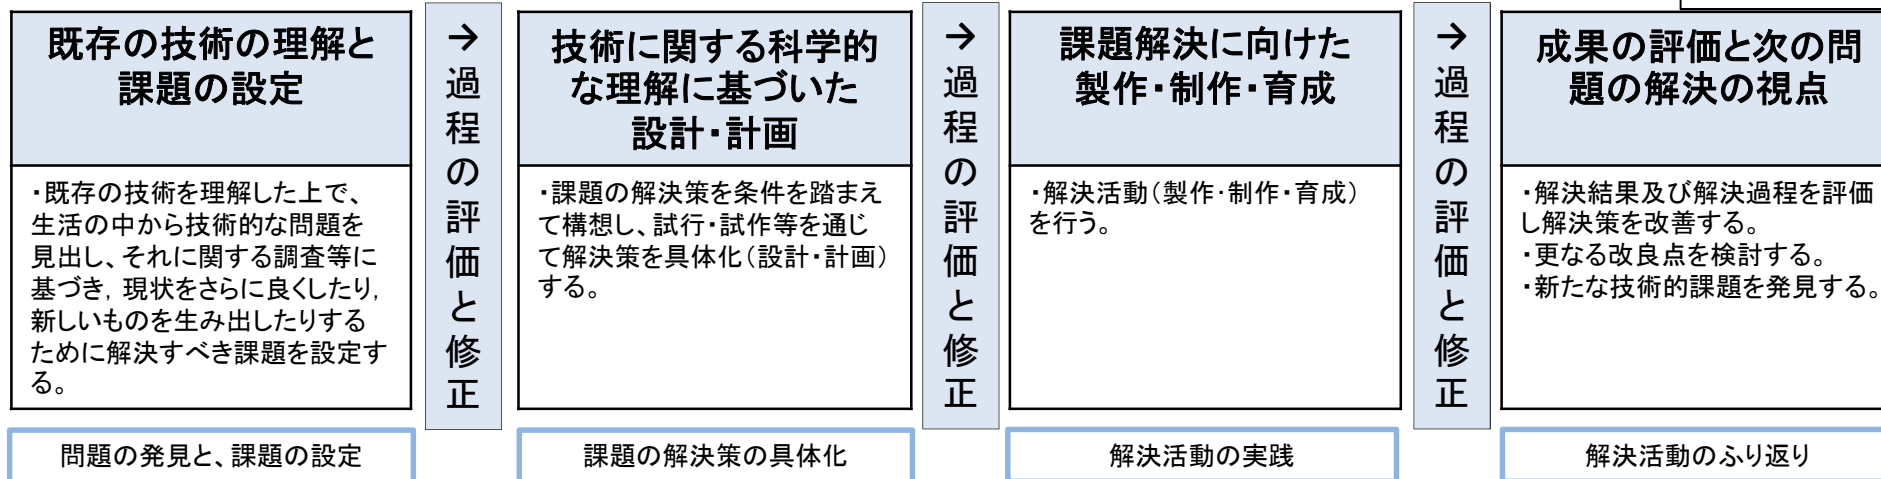 既存の技術の理解と
課題の設定
・既存の技術を理解した上で、
生活の中から技術的な問題を
見出し、それに関する調査等に
基づき，現状をさらに良くしたり，
新しいものを生み出したりする
ために解決すべき課題を設定す
る。
問題の発見と、課題の設定
→過程の評価と修正
技術に関する科学的
な理解に基づいた
設計・計画
・課題の解決策を条件を踏まえ
て構想し、試行・試作等を通じ
て解決策を具体化（設計・計画）
する。
課題の解決策の具体化
→過程の評価と修正
課題解決に向けた
製作・制作・育成
・解決活動（製作・制作・育成）
を行う。
解決活動の実践
→過程の評価と修正
成果の評価と次の問
題の解決の視点
・解決結果及び解決過程を評価
し解決策を改善する。
・更なる改良点を検討する。
・新たな技術的課題を発見する。
解決活動のふり返り